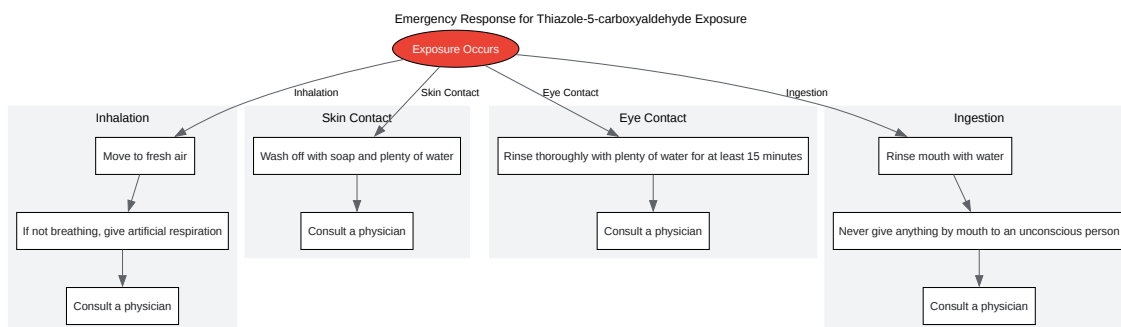 Emergency Response for Thiazole-5-carboxyaldehyde Exposure
Exposure Occurs
Inhalation
Skin Contact
Eye Contact
Ingestion
Inhalation
Skin Contact
Eye Contact
Ingestion
Move to fresh air
Wash off with soap and plenty of water
Rinse thoroughly with plenty of water for at least 15 minutes
Rinse mouth with water
If not breathing, give artificial respiration
Consult a physician
Consult a physician
Never give anything by mouth to an unconscious person
Consult a physician
Consult a physician